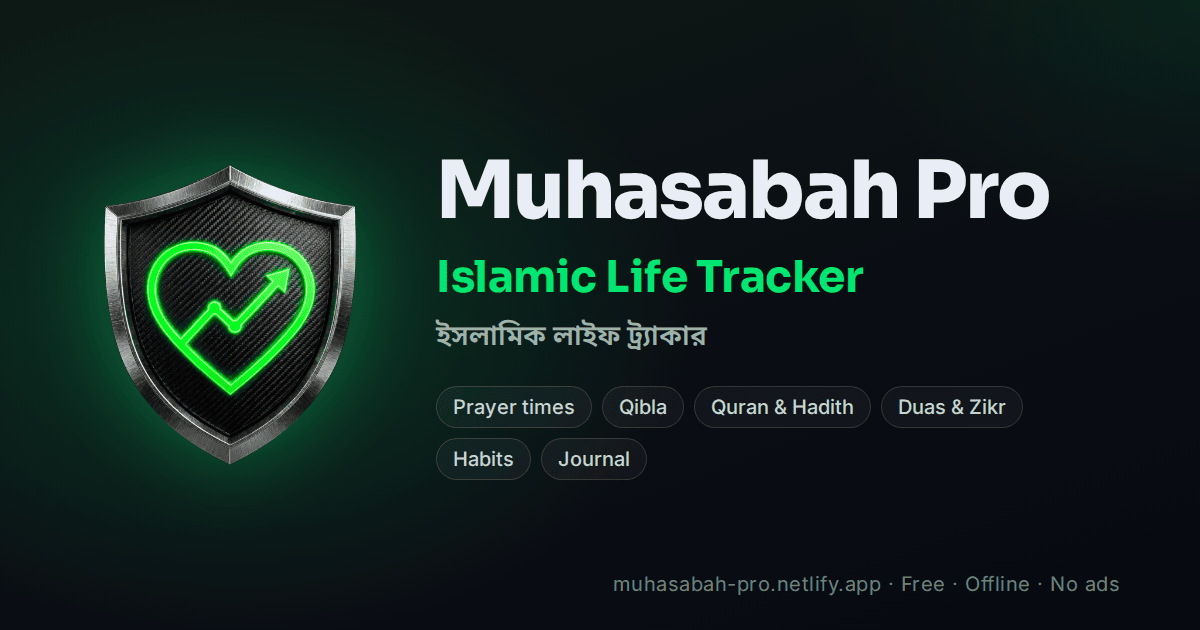 Muhasabah Pro
Islamic Life Tracker
ইসলামিক লাইফ ট্র্যাকার
Prayer times Qibla Quran & Hadith Duas & Zikr
Habits Journal
muhasabah-pro.netlify.app · Free · Offline · No ads